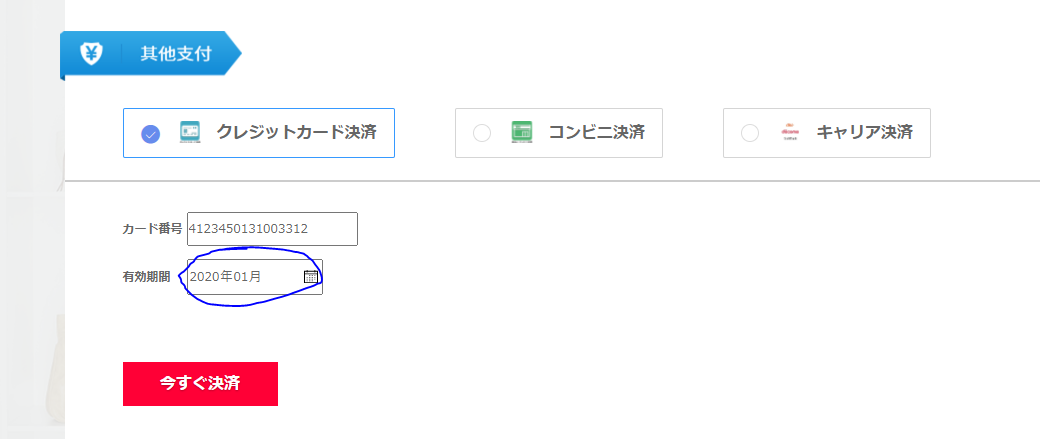 ¥ 其他支付
クレジットカード決済 コンビニ決済 キャリア決済
カード番号 4123450131003312
有効期間 2020年01月
今すぐ決済